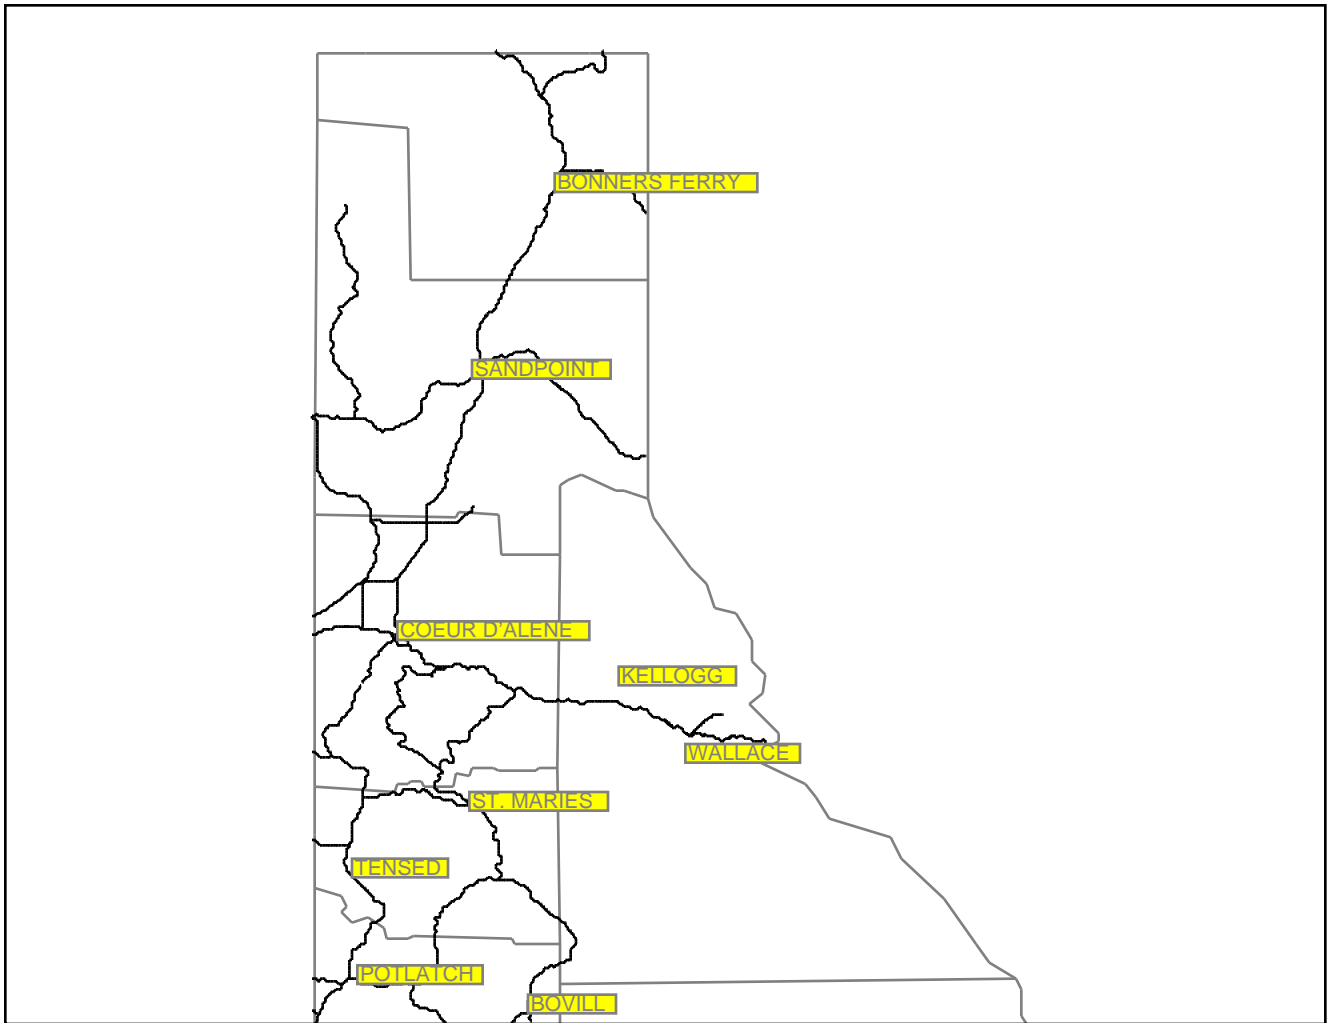 BONNERS FERRY
SANDPOINT
COEUR D'ALENE
KELLOGG
WALLACE
ST. MARIES
TENSED
POTLATCH
BOVILL